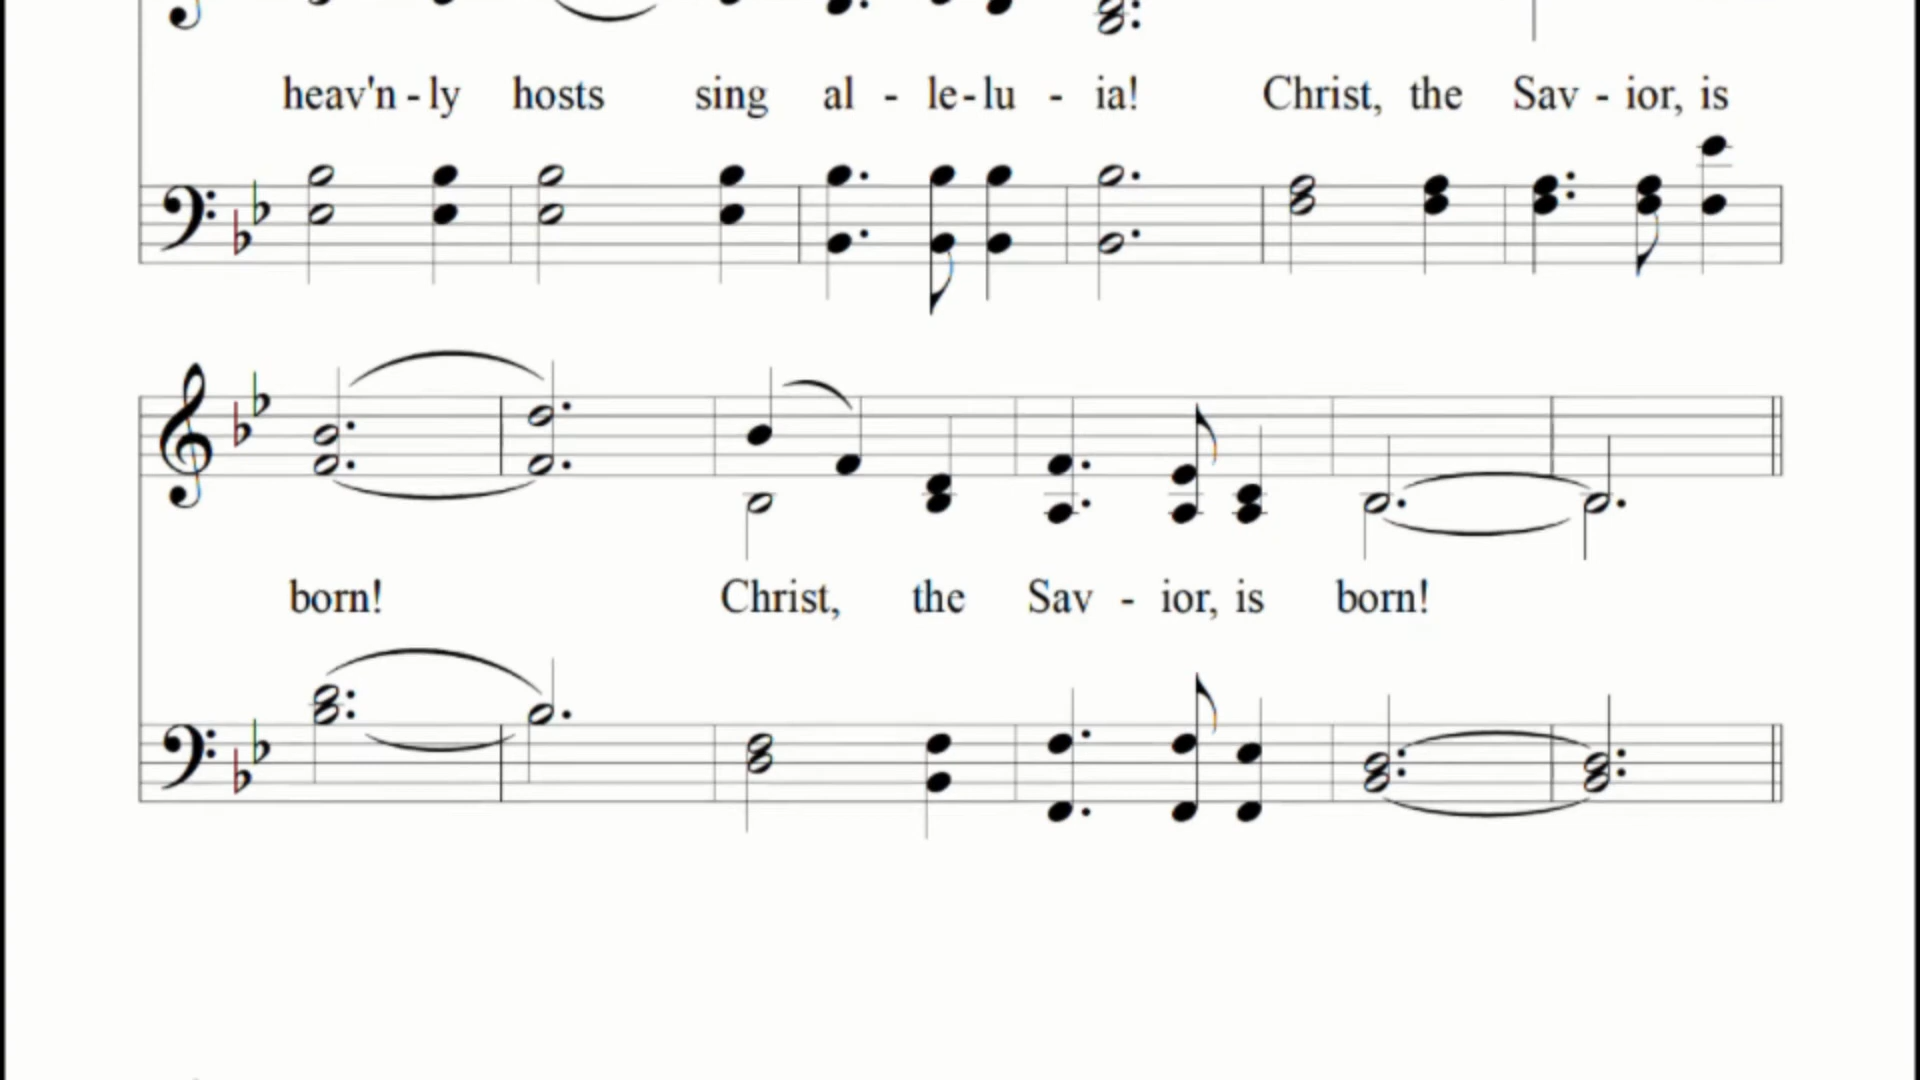 heav'n - ly hosts sing al - le - lu - ia! Christ, the Sav - ior, is
born! Christ, the Sav - ior, is born!